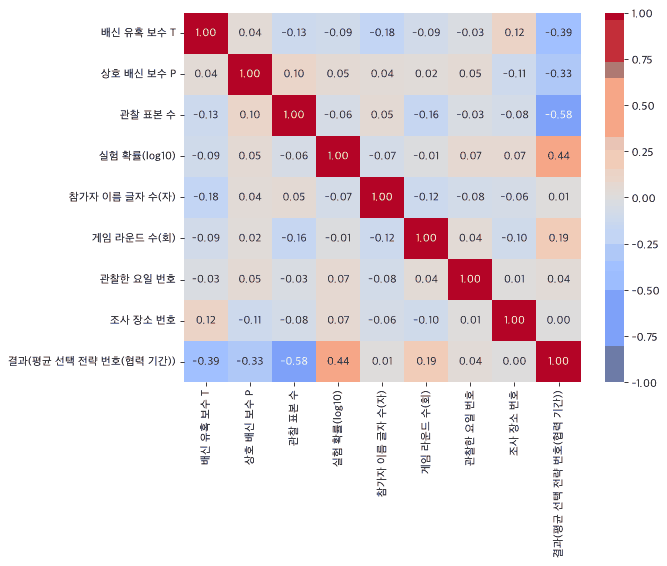 배신 유혹 보수 T 1.00 0.04 -0.13 -0.09 -0.18 -0.09 -0.03 0.12 -0.39
상호 배신 보수 P 0.04 1.00 0.10 0.05 0.04 0.02 0.05 -0.11 -0.33
관찰 표본 수 -0.13 0.10 1.00 -0.06 0.05 -0.16 -0.03 -0.08 -0.58
실험 확률(log10) -0.09 0.05 -0.06 1.00 -0.07 -0.01 0.07 0.07 0.44
참가자 이름 글자 수(자) -0.18 0.04 0.05 -0.07 1.00 -0.12 -0.08 -0.06 0.01
게임 라운드 수(회) -0.09 0.02 -0.16 -0.01 -0.12 1.00 0.04 -0.10 0.19
관찰한 요일 번호 -0.03 0.05 -0.03 0.07 -0.08 0.04 1.00 0.01 0.04
조사 장소 번호 0.12 -0.11 -0.08 0.07 -0.06 -0.10 0.01 1.00 0.00
결과(평균 선택 전략 번호(협력 기간)) -0.39 -0.33 -0.58 0.44 0.01 0.19 0.04 0.00 1.00
배신 유혹 보수 T
상호 배신 보수 P
관찰 표본 수
실험 확률(log10)
참가자 이름 글자 수(자)
게임 라운드 수(회)
관찰한 요일 번호
조사 장소 번호
결과(평균 선택 전략 번호(협력 기간))
1.00
0.75
0.50
0.25
0.00
-0.25
-0.50
-0.75
-1.00